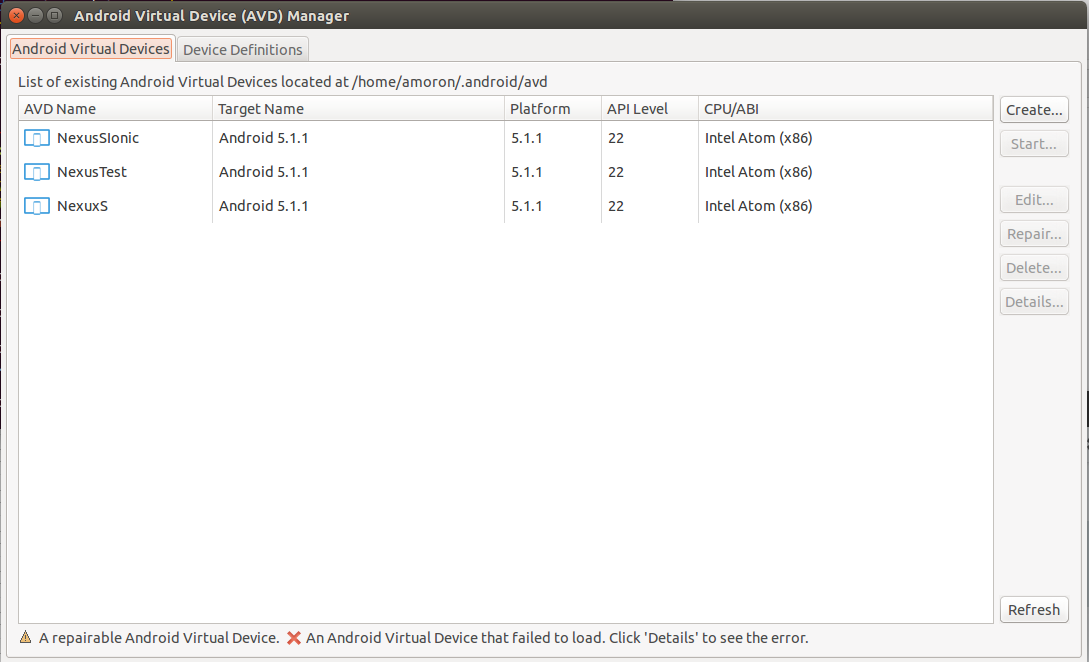 Android Virtual Device (AVD) Manager
Android Virtual Devices Device Definitions
List of existing Android Virtual Devices located at /home/amoron/.android/avd
AVD Name Target Name Platform API Level CPU/ABI
NexusSIonic Android 5.1.1 5.1.1 22 Intel Atom (x86)
NexusTest Android 5.1.1 5.1.1 22 Intel Atom (x86)
NexuxS Android 5.1.1 5.1.1 22 Intel Atom (x86)
Create...
Start...
Edit...
Repair...
Delete...
Details...
Refresh
A repairable Android Virtual Device. An Android Virtual Device that failed to load. Click 'Details' to see the error.